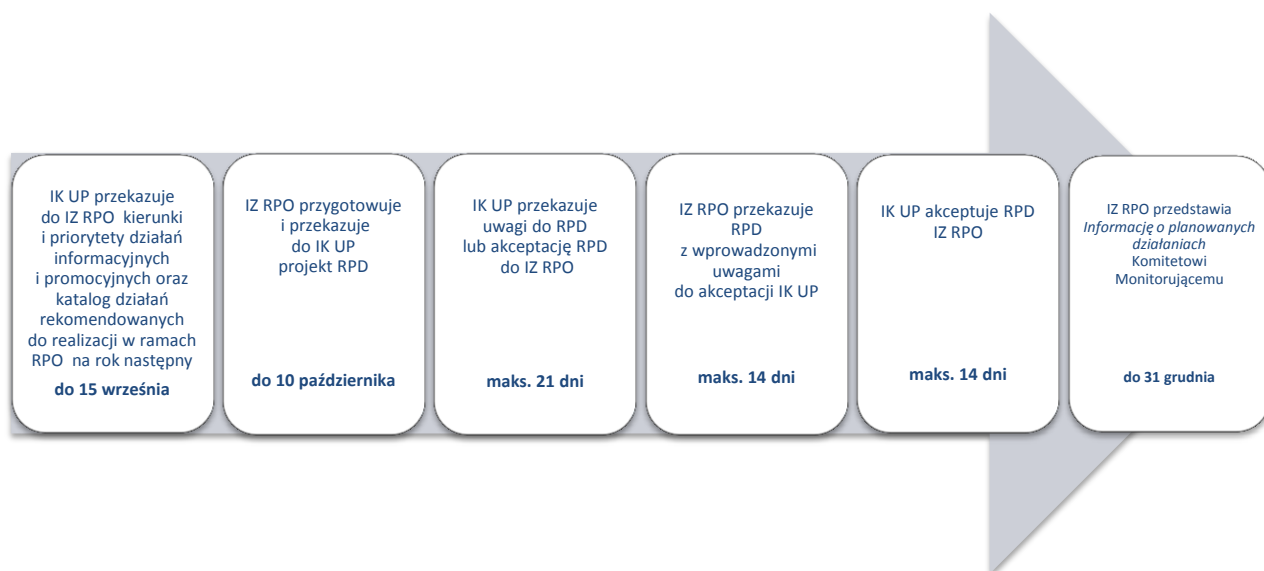 IK UP przekazuje
do IZ RPO kierunki
i priorytety działań
informacyjnych
i promocyjnych oraz
katalog działań
rekomendowanych
do realizacji w ramach
RPO na rok następny
do 15 września
IZ RPO przygotowuje
i przekazuje
do IK UP
projekt RPD
do 10 października
IK UP przekazuje
uwagi do RPD
lub akceptację RPD
do IZ RPO
maks. 21 dni
IZ RPO przekazuje
RPD
z wprowadzonymi
uwagami
do akceptacji IK UP
maks. 14 dni
IK UP akceptuje RPD
IZ RPO
maks. 14 dni
IZ RPO przedstawia
Informację o planowanych
działaniach
Komitetowi
Monitorującemu
do 31 grudnia